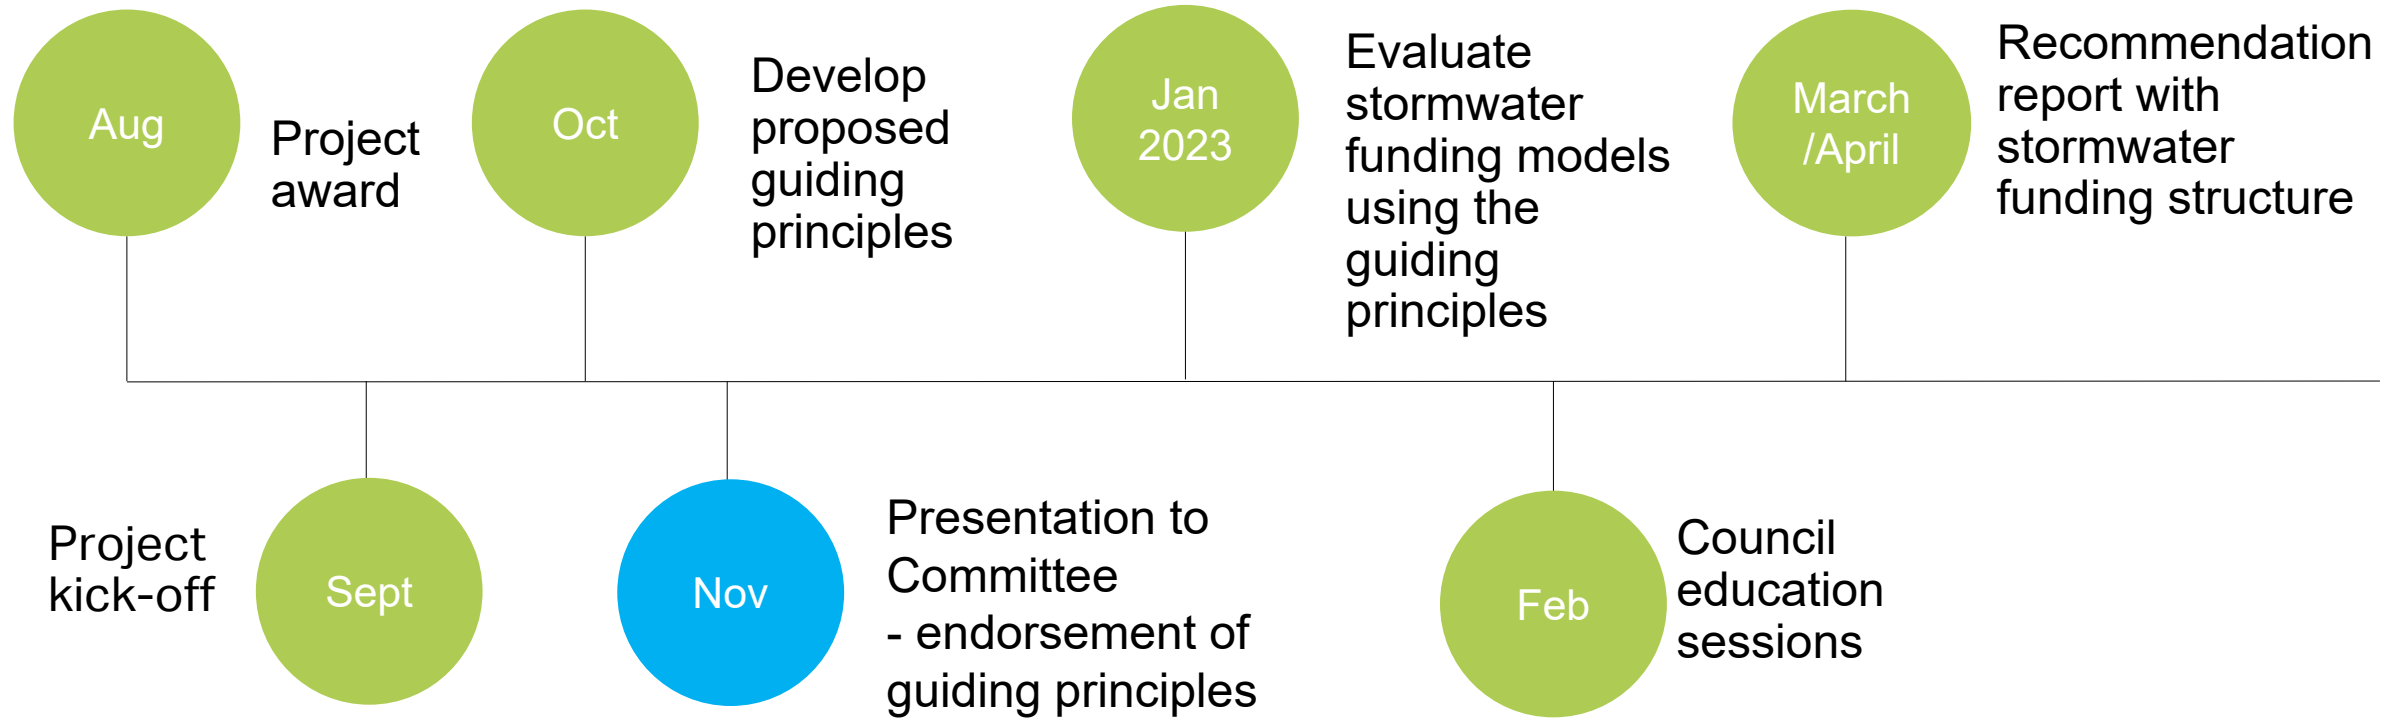 Aug
Project
award
Oct
Develop
proposed
guiding
principles
Jan
2023
Evaluate
stormwater
funding models
using the
guiding
principles
March
/April
Recommendation
report with
stormwater
funding structure
Project
kick-off
Sept
Nov
Presentation to
Committee
- endorsement of
guiding principles
Feb
Council
education
sessions